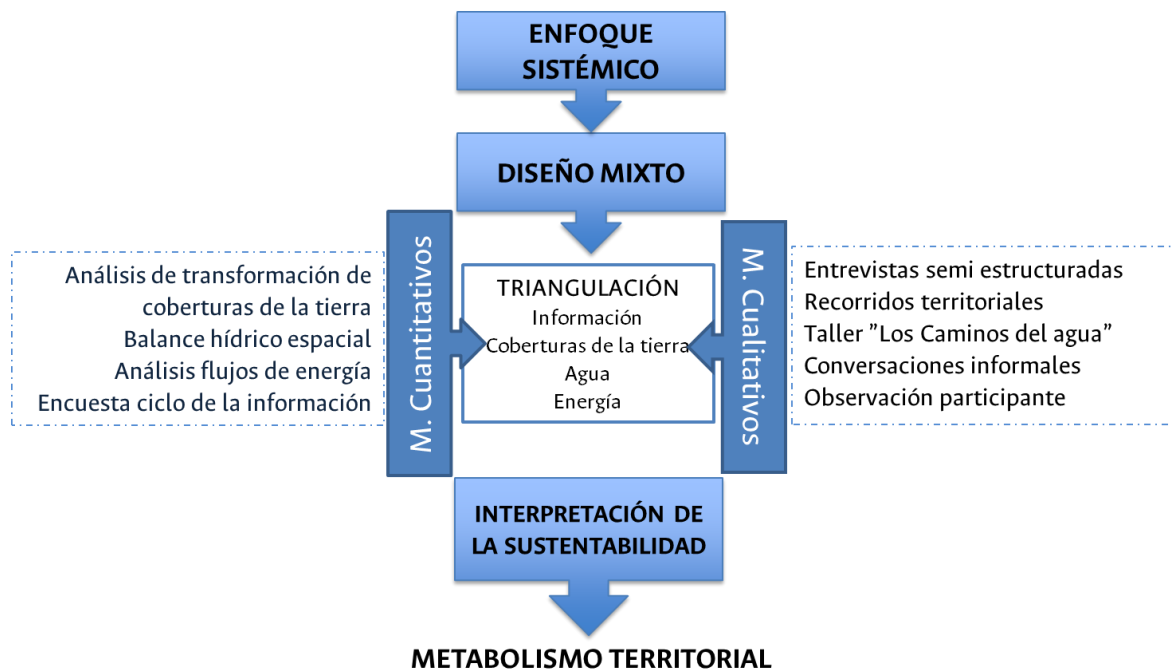 ENFOQUE
SISTÉMICO
DISEÑO MIXTO
M. Cuantitativos
Análisis de transformación de
coberturas de la tierra
Balance hídrico espacial
Análisis flujos de energía
Encuesta ciclo de la información
TRIANGULACIÓN
Información
Coberturas de la tierra
Agua
Energía
M. Cualitativos
Entrevistas semi estructuradas
Recorridos territoriales
Taller ”Los Caminos del agua”
Conversaciones informales
Observación participante
INTERPRETACIÓN DE
LA SUSTENTABILIDAD
METABOLISMO TERRITORIAL